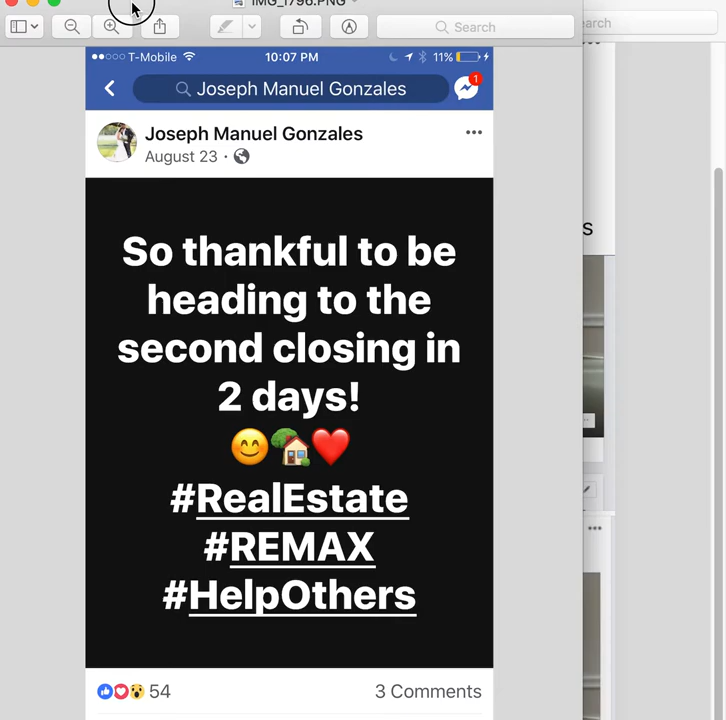 IMG_1796.PNG
Search
earch
T-Mobile
10:07 PM
11%
Joseph Manuel Gonzales
1
Joseph Manuel Gonzales
August 23 ·
So thankful to be
heading to the
second closing in
2 days!
😊🏡❤️
#RealEstate
#REMAX
#HelpOthers
54
3 Comments
s